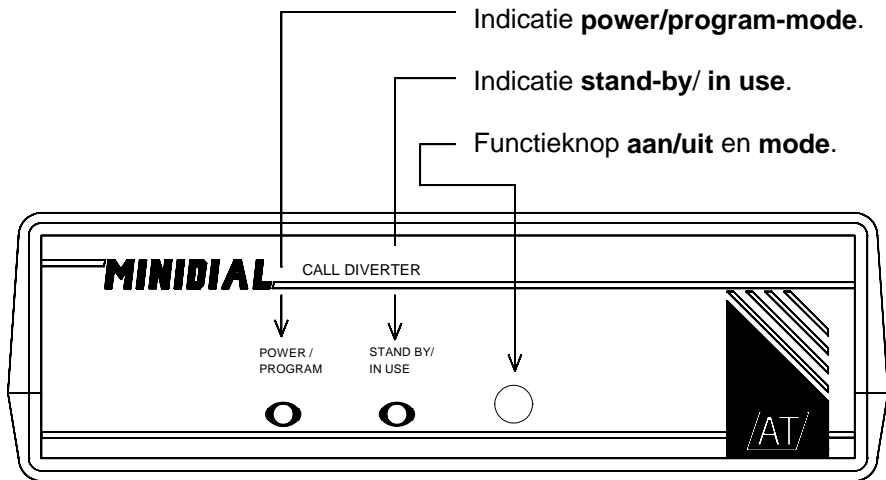 Indicatie power/program-mode.
Indicatie stand-by/ in use.
Functieknop aan/uit en mode.
MINIDIAL CALL DIVERTER
POWER /
PROGRAM
STAND BY/
IN USE
/AT/